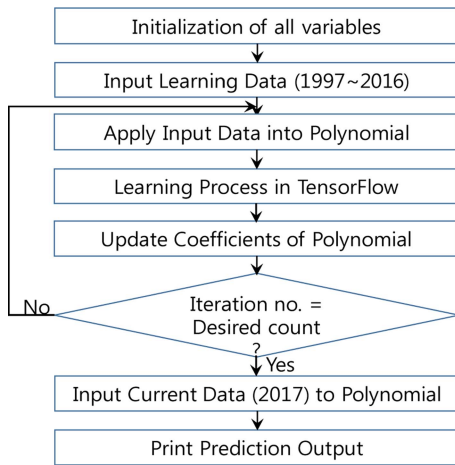 Initialization of all variables
Input Learning Data (1997~2016)
Apply Input Data into Polynomial
Learning Process in TensorFlow
Update Coefficients of Polynomial
No
Iteration no. =
Desired count
?
Yes
Input Current Data (2017) to Polynomial
Print Prediction Output